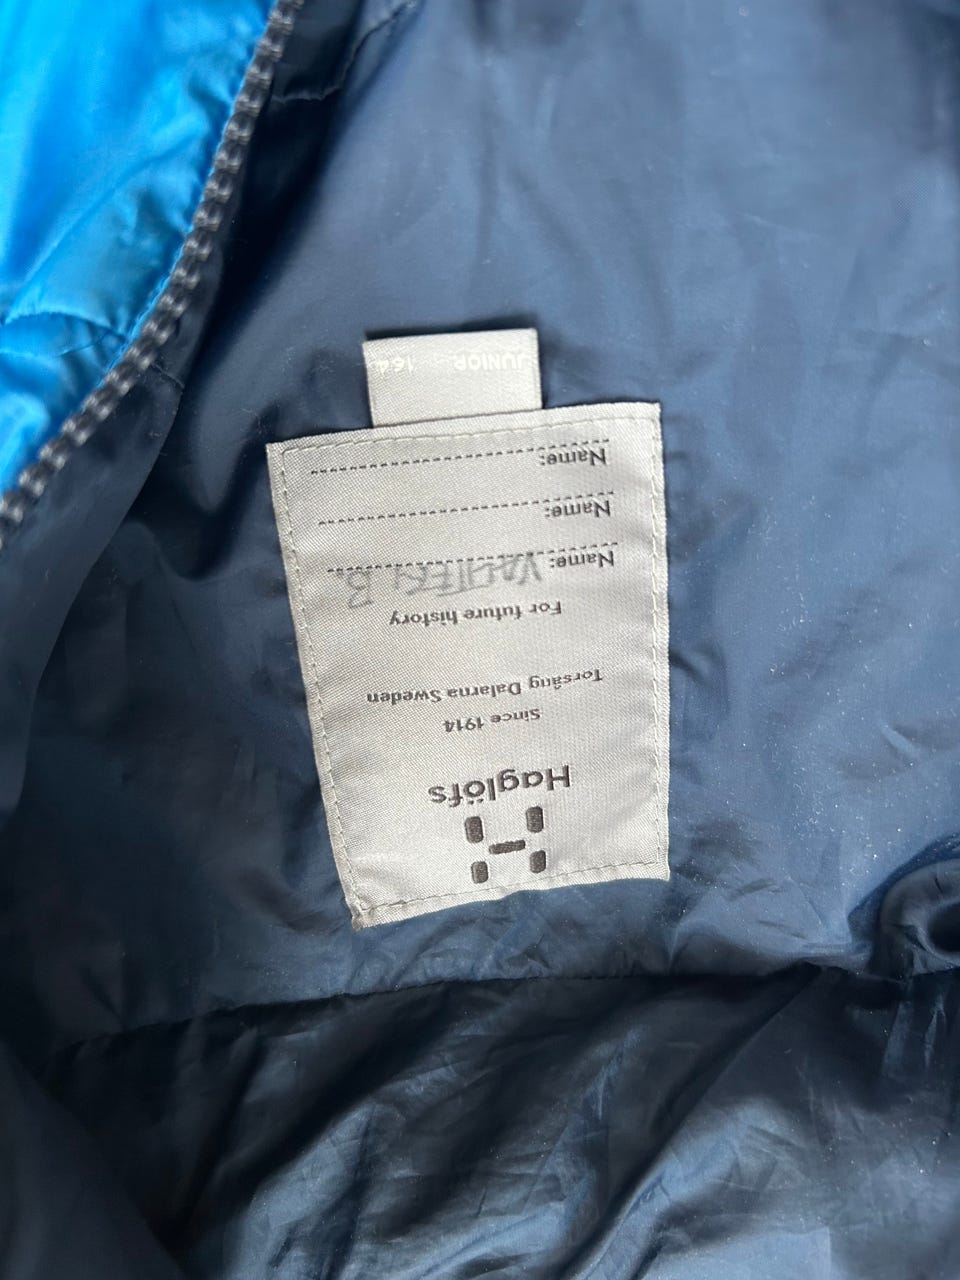 Haglöfs
Since 1914
Torsång Dalarna Sweden
For future history
Name: B.
Name:
Name:
JUNIOR 164